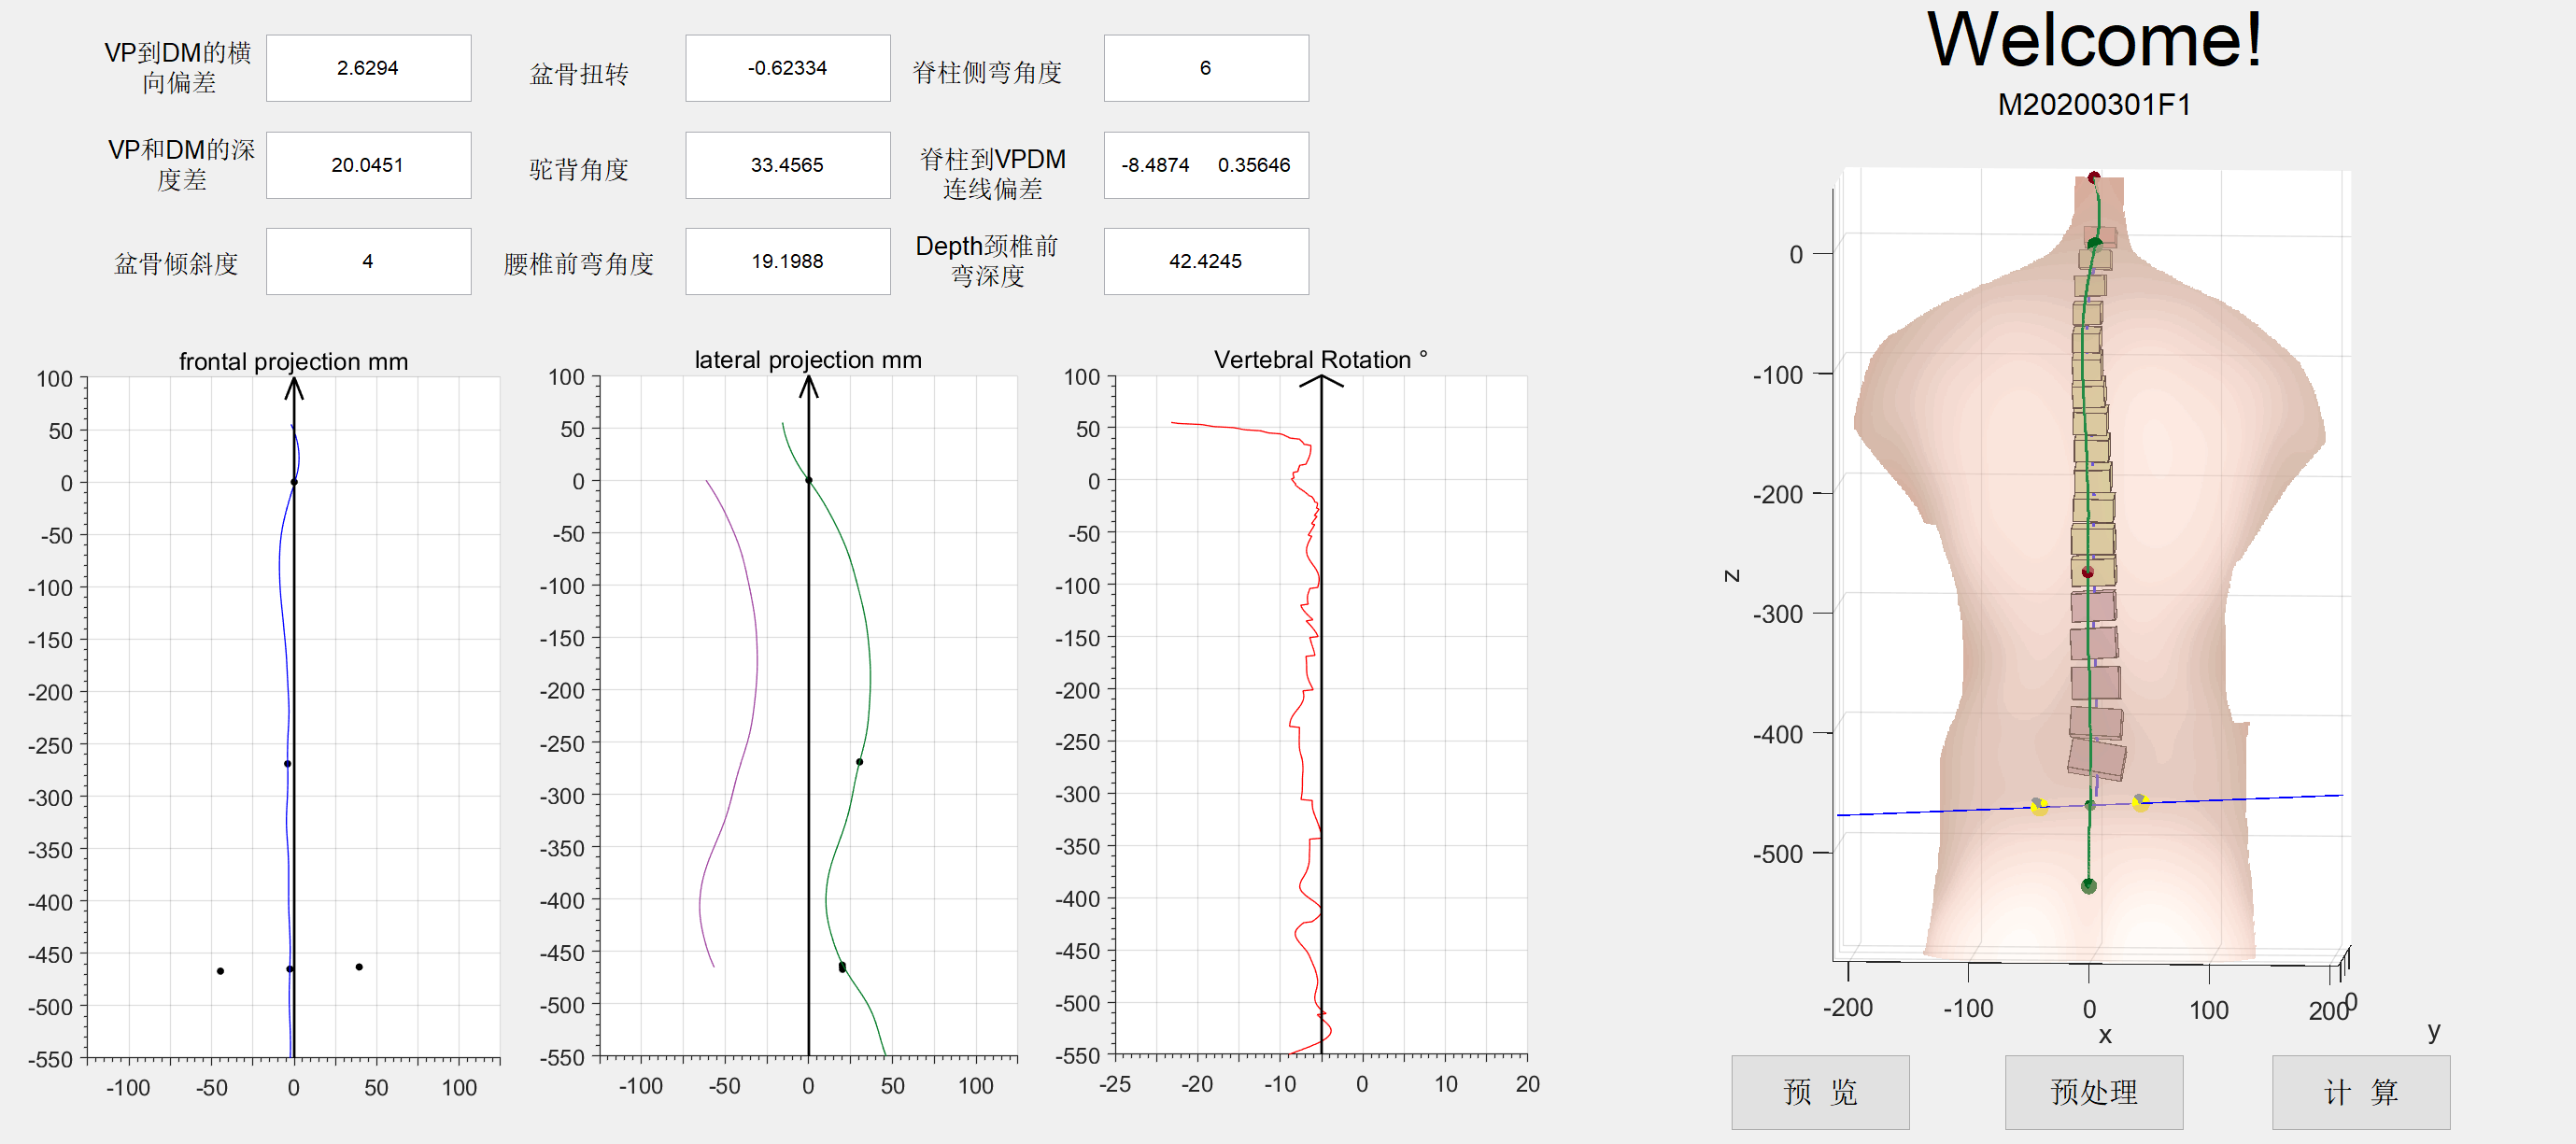 VP到DM的横
向偏差
2.6294
盆骨扭转
-0.62334
脊柱侧弯角度
6
VP和DM的深
度差
20.0451
驼背角度
33.4565
脊柱到VPDM
连线偏差
-8.4874 0.35646
盆骨倾斜度
4
腰椎前弯角度
19.1988
Depth颈椎前
弯深度
42.4245
frontal projection mm
100
50
0
-50
-100
-150
-200
-250
-300
-350
-400
-450
-500
-550
-100 -50 0 50 100
lateral projection mm
100
50
0
-50
-100
-150
-200
-250
-300
-350
-400
-450
-500
-550
-100 -50 0 50 100
Vertebral Rotation °
100
50
0
-50
-100
-150
-200
-250
-300
-350
-400
-450
-500
-550
-25 -20 -10 0 10 20
Welcome!
M20200301F1
0
-100
-200
-300
-400
-500
z
-200 -100 0 100 200
0
x
y
预 览
预处理
计 算